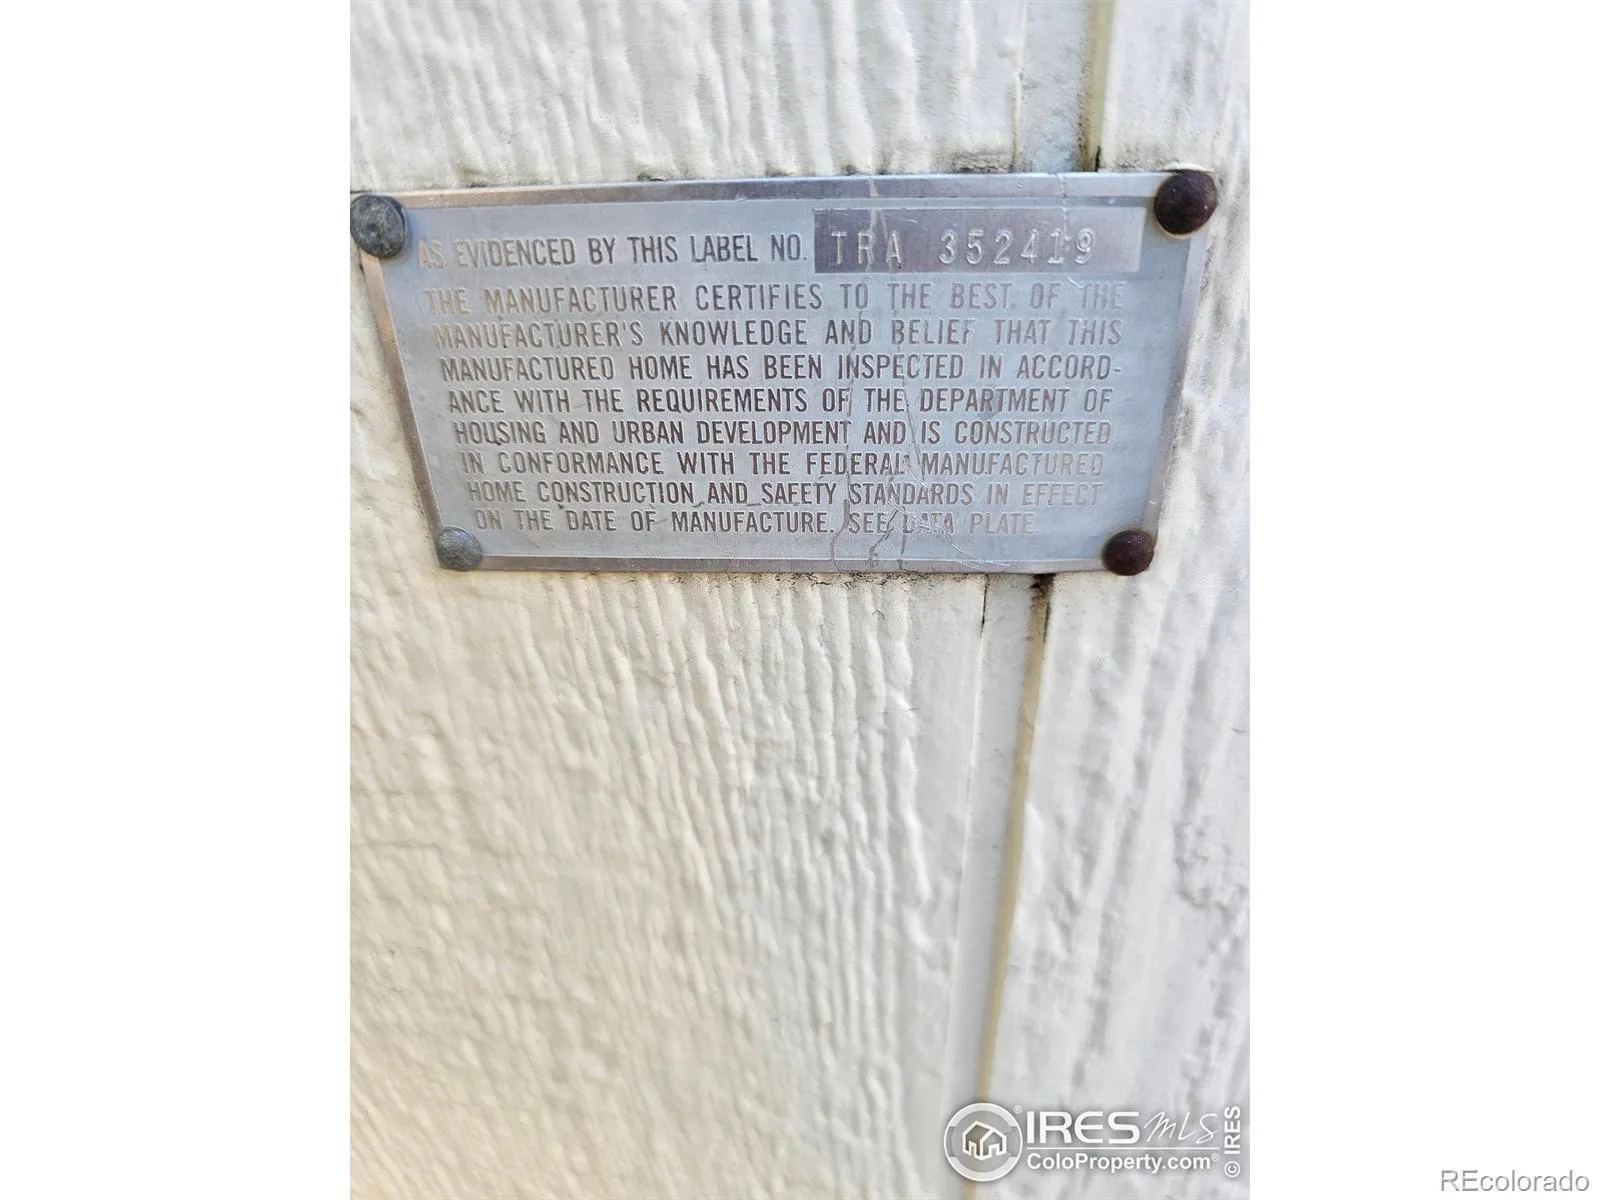 AS EVIDENCED BY THIS LABEL NO. TRA 352419
THE MANUFACTURER CERTIFIES TO THE BEST OF THE
MANUFACTURER'S KNOWLEDGE AND BELIEF THAT THIS
MANUFACTURED HOME HAS BEEN INSPECTED IN ACCORD-
ANCE WITH THE REQUIREMENTS OF THE DEPARTMENT OF
HOUSING AND URBAN DEVELOPMENT AND IS CONSTRUCTED
IN CONFORMANCE WITH THE FEDERAL MANUFACTURED
HOME CONSTRUCTION AND SAFETY STANDARDS IN EFFECT
ON THE DATE OF MANUFACTURE. SEE DATA PLATE.
IRES MLS
ColoProperty.com®
© IRES
REcolorado